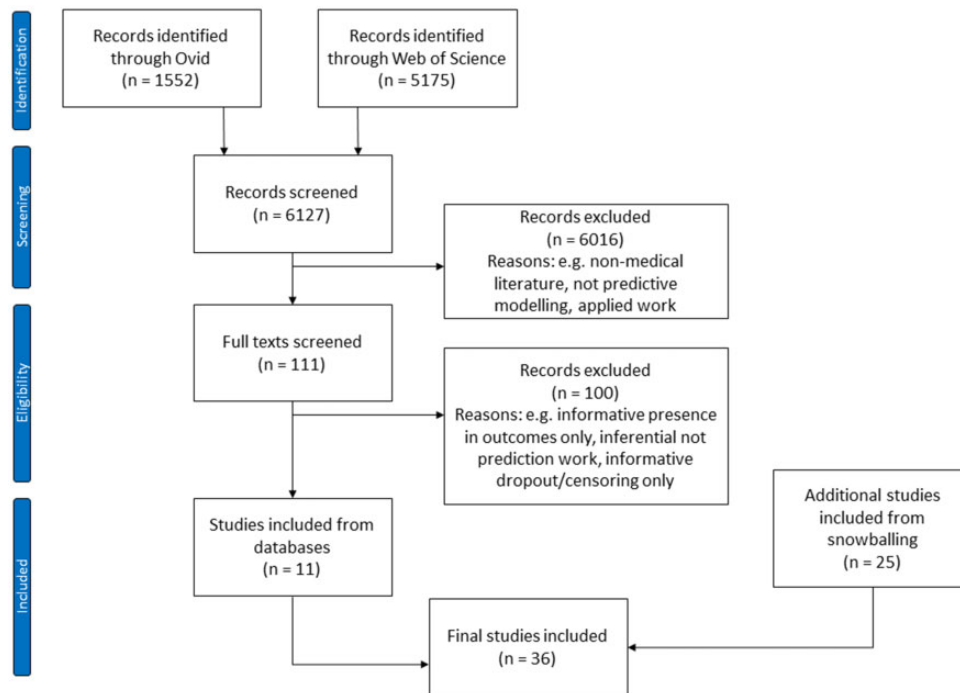 Identification
Records identified
through Ovid
(n = 1552)
Records identified
through Web of Science
(n = 5175)
Screening
Records screened
(n = 6127)
Records excluded
(n = 6016)
Reasons: e.g. non-medical
literature, not predictive
modelling, applied work
Eligibility
Full texts screened
(n = 111)
Records excluded
(n = 100)
Reasons: e.g. informative presence
in outcomes only, inferential not
prediction work, informative
dropout/censoring only
Included
Studies included from
databases
(n = 11)
Additional studies
included from
snowballing
(n = 25)
Final studies included
(n = 36)